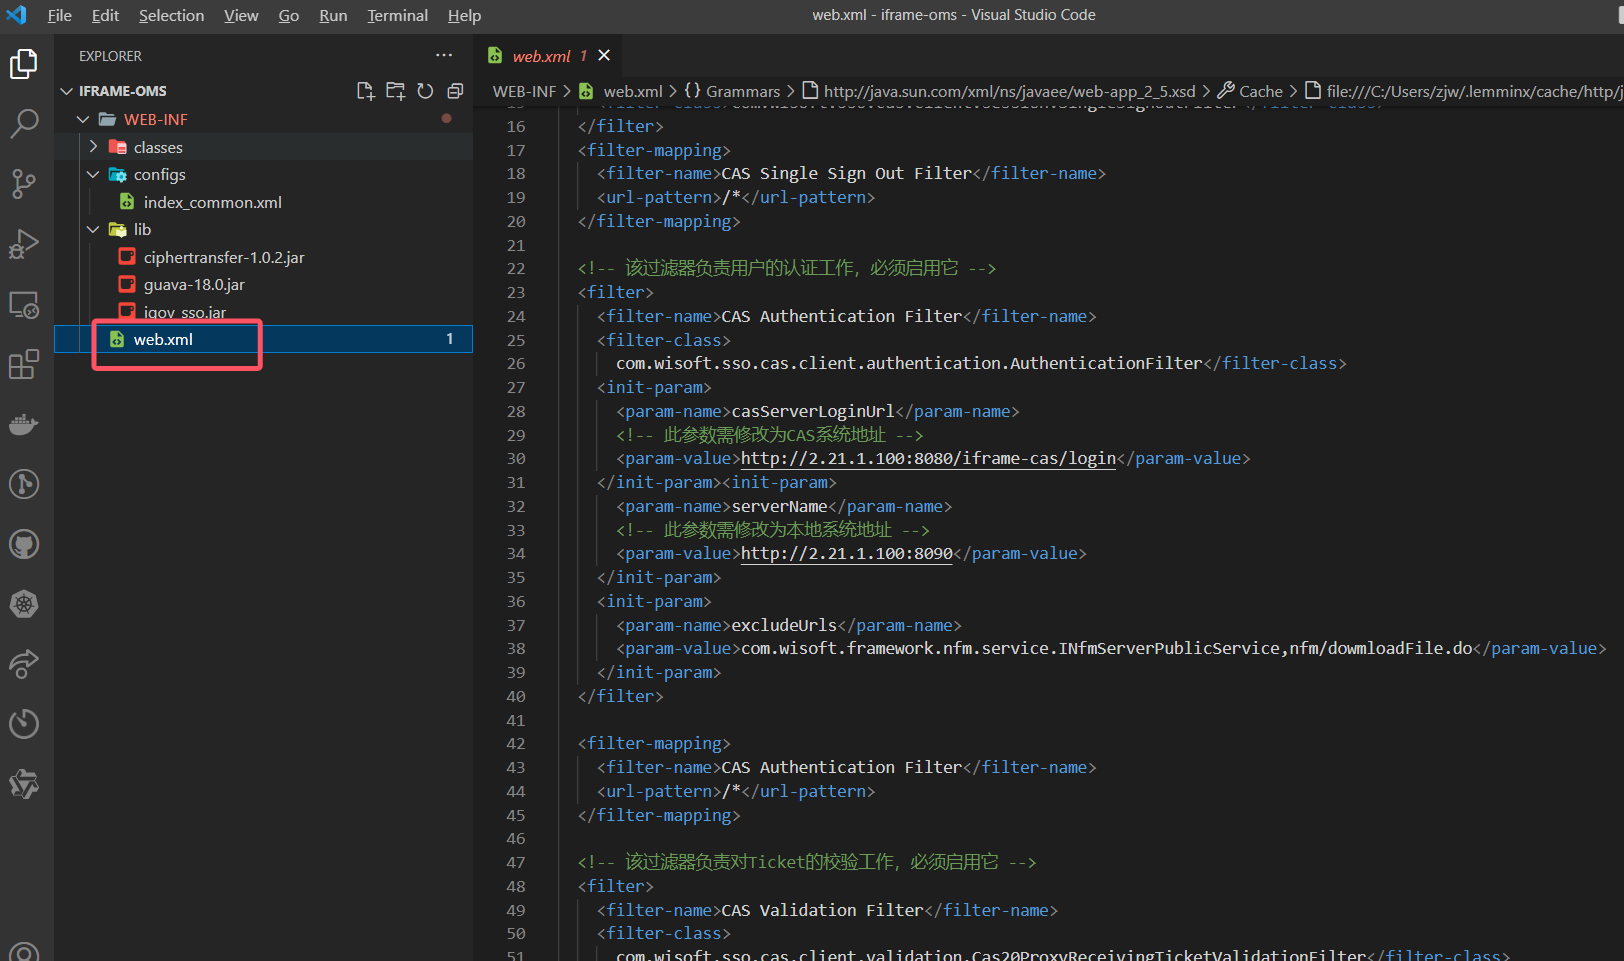 File Edit Selection View Go Run Terminal Help
web.xml - iframe-oms - Visual Studio Code
EXPLORER
IFRAME-OMS
WEB-INF
classes
configs
index_common.xml
lib
ciphertransfer-1.0.2.jar
guava-18.0.jar
igov_sso.jar
web.xml 1
web.xml 1
WEB-INF > web.xml > {} Grammars > http://java.sun.com/xml/ns/javaee/web-app_2_5.xsd > Cache > file:///C:/Users/zjw/.lemminx/cache/http/j
16 </filter>
17 <filter-mapping>
18 <filter-name>CAS Single Sign Out Filter</filter-name>
19 <url-pattern>/*</url-pattern>
20 </filter-mapping>
21
22 <!-- 该过滤器负责用户的认证工作，必须启用它 -->
23 <filter>
24 <filter-name>CAS Authentication Filter</filter-name>
25 <filter-class>
26 com.wisoft.sso.cas.client.authentication.AuthenticationFilter</filter-class>
27 <init-param>
28 <param-name>casServerLoginUrl</param-name>
29 <!-- 此参数需修改为CAS系统地址 -->
30 <param-value>http://2.21.1.100:8080/iframe-cas/login</param-value>
31 </init-param><init-param>
32 <param-name>serverName</param-name>
33 <!-- 此参数需修改为本地系统地址 -->
34 <param-value>http://2.21.1.100:8090</param-value>
35 </init-param>
36 <init-param>
37 <param-name>excludeUrls</param-name>
38 <param-value>com.wisoft.framework.nfm.service.INfmServerPublicService,nfm/dowmloadFile.do</param-value>
39 </init-param>
40 </filter>
41
42 <filter-mapping>
43 <filter-name>CAS Authentication Filter</filter-name>
44 <url-pattern>/*</url-pattern>
45 </filter-mapping>
46
47 <!-- 该过滤器负责对Ticket的校验工作，必须启用它 -->
48 <filter>
49 <filter-name>CAS Validation Filter</filter-name>
50 <filter-class>
51 com.wisoft.sso.cas.client.validation.Cas20ProxyReceivingTicketValidationFilter</filter-class>